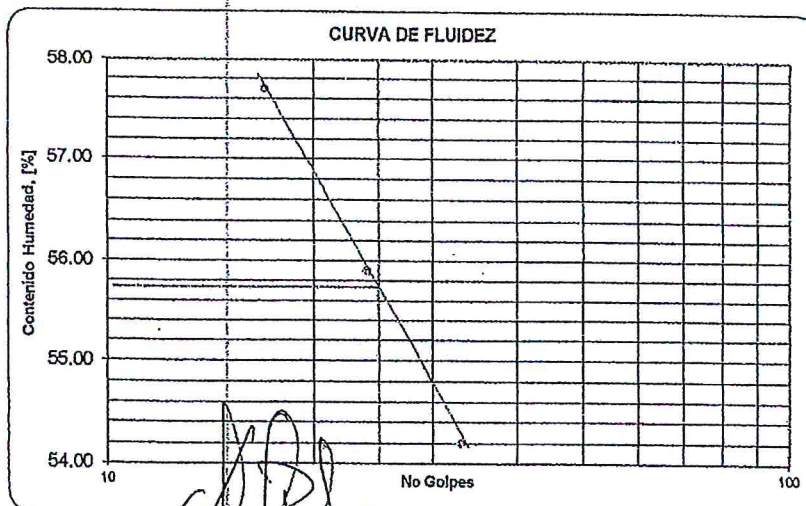 CURVA DE FLUIDEZ
58.00
57.00
56.00
55.00
54.00
Contenido Humedad, [%]
10
No Golpes
100